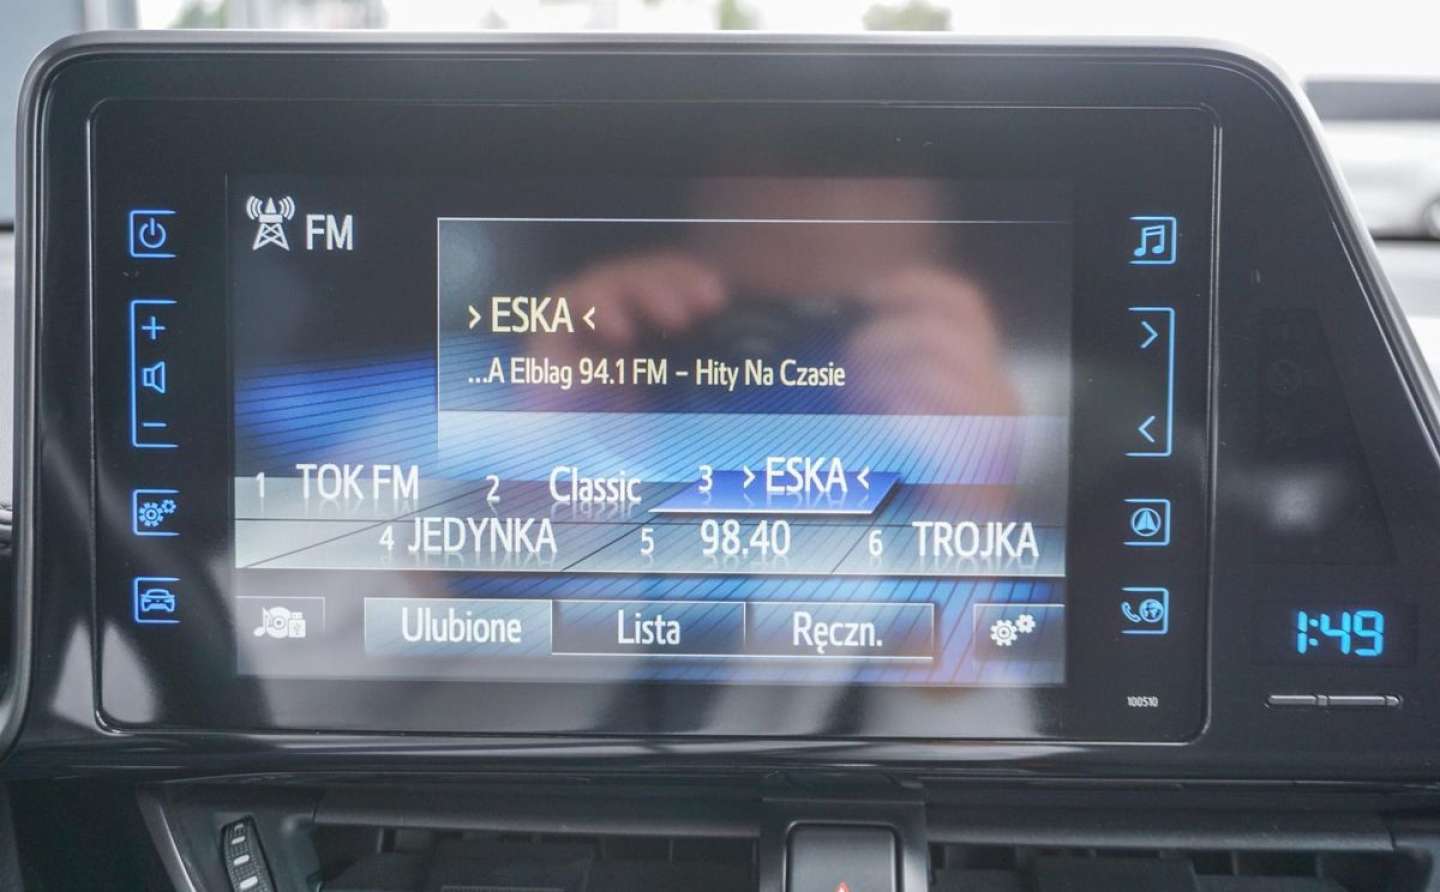 FM
› ESKA ‹
...A Elblag 94.1 FM – Hity Na Czasie
1 TOK FM 2 Classic 3 › ESKA ‹
4 JEDYNKA 5 98.40 6 TROJKA
Ulubione Lista Ręczn.
1:49
100510